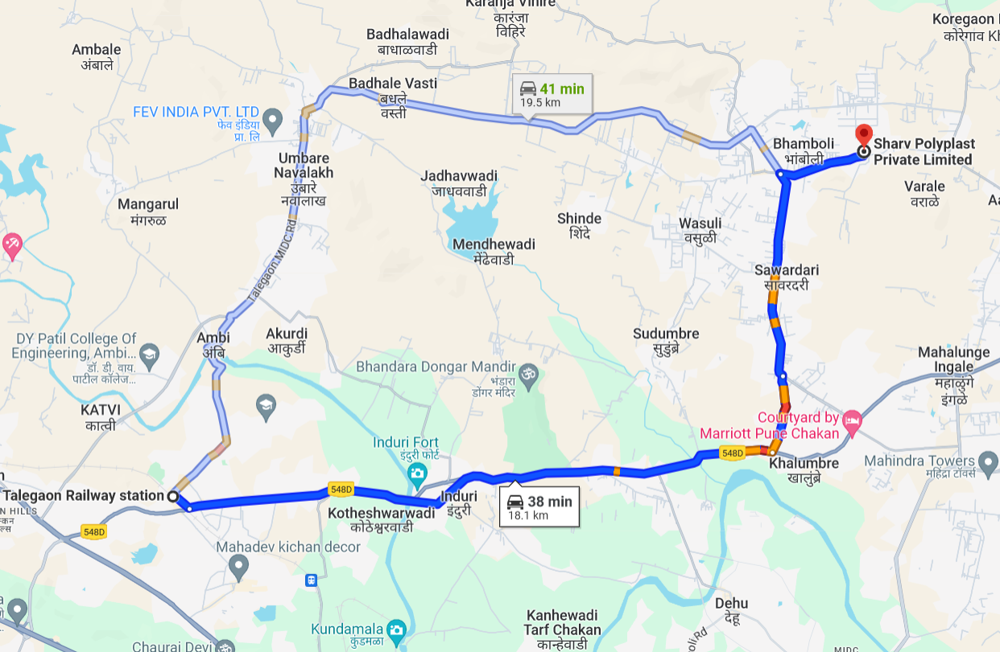 Karanja Vihire
कारंजा
विहिरे
Koregaon
कोरेगाव
Badhalawadi
बाधाळवाडी
Ambale
अंबाले
Badhale Vasti
बधले
वस्ती
41 min
19.5 km
FEV INDIA PVT. LTD
फेव इंडिया
प्रा. लि
Bhamboli
भांबोली
Sharv Polyplast
Private Limited
Umbare
Navalakh
उंबारे
नवालाख
Jadhavwadi
जाधववाडी
Varale
वराळे
Mangarul
मंगरुळ
Shinde
शिंदे
Wasuli
वसुळी
Mendhewadi
मेंढेवाडी
Talegaon MIDC Rd
Sawardari
सावरदरी
DY Patil College Of
Engineering, Ambi...
डॉ. डी. वाय.
पाटील कॉलेज...
Ambi
अंबि
Akurdi
आकुर्डी
Sudumbre
सुडुंब्रे
Mahalunge
Ingale
महाळुंगे
इंगळे
Bhandara Dongar Mandir
भंडारा
डोंगर मंदिर
KATVI
कात्वी
Courtyard by
Marriott Pune Chakan
Induri Fort
इंदुरी फोर्ट
548D
Khalumbre
खालुंब्रे
Mahindra Towers
महिंद्रा टॉवर्स
Talegaon Railway station
548D
Induri
इंदुरी
38 min
18.1 km
N HILLS
Kotheshwarwadi
कोठेश्वरवाडी
548D
Mahadev kichan decor
Dehu
देहू
Kanhewadi
Tarf Chakan
कान्हेवाडी
Kundamala
कुंडमळा
Chaurai Devi
oli Rd
MIDC